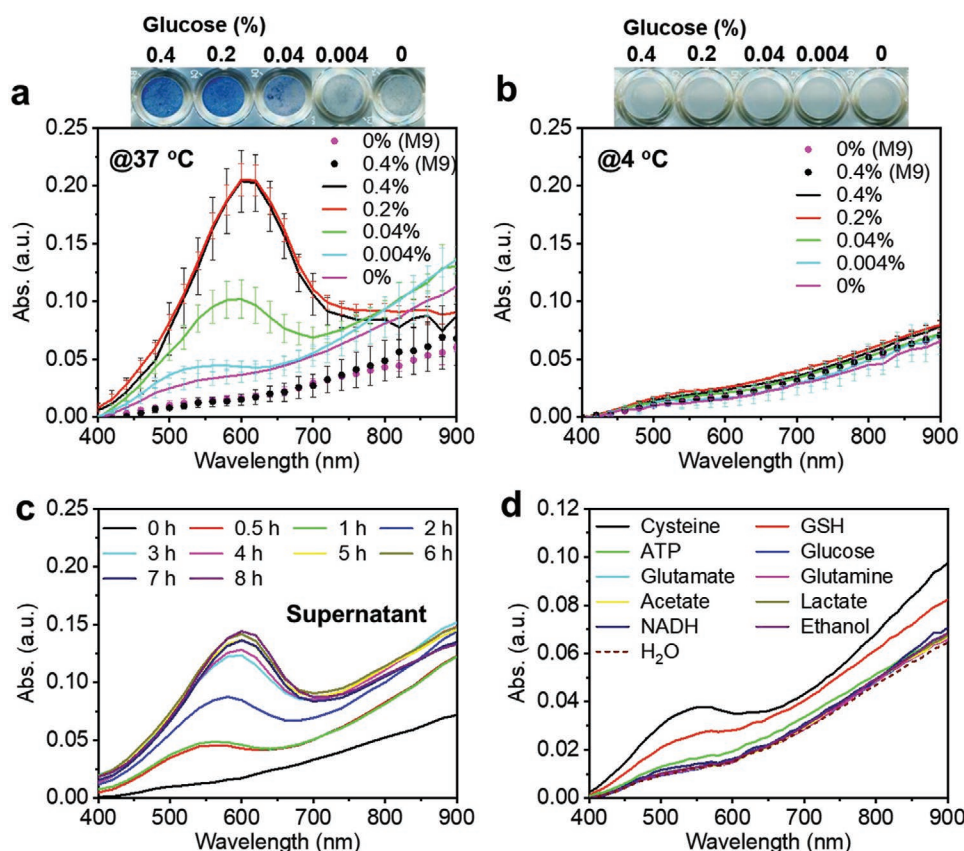 Glucose (%)
0.4 0.2 0.04 0.004 0
a
@37 °C
0% (M9)
0.4% (M9)
0.4%
0.2%
0.04%
0.004%
0%
Abs. (a.u.)
0.25
0.20
0.15
0.10
0.05
0.00
400 500 600 700 800 900
Wavelength (nm)
Glucose (%)
0.4 0.2 0.04 0.004 0
b
@4 °C
0% (M9)
0.4% (M9)
0.4%
0.2%
0.04%
0.004%
0%
Abs. (a.u.)
0.25
0.20
0.15
0.10
0.05
0.00
400 500 600 700 800 900
Wavelength (nm)
c
0 h 0.5 h 1 h 2 h
3 h 4 h 5 h 6 h
7 h 8 h
Supernatant
Abs. (a.u.)
0.25
0.20
0.15
0.10
0.05
0.00
400 500 600 700 800 900
Wavelength (nm)
d
Cysteine GSH
ATP Glucose
Glutamate Glutamine
Acetate Lactate
NADH Ethanol
H₂O
Abs. (a.u.)
0.12
0.10
0.08
0.06
0.04
0.02
0.00
400 500 600 700 800 900
Wavelength (nm)